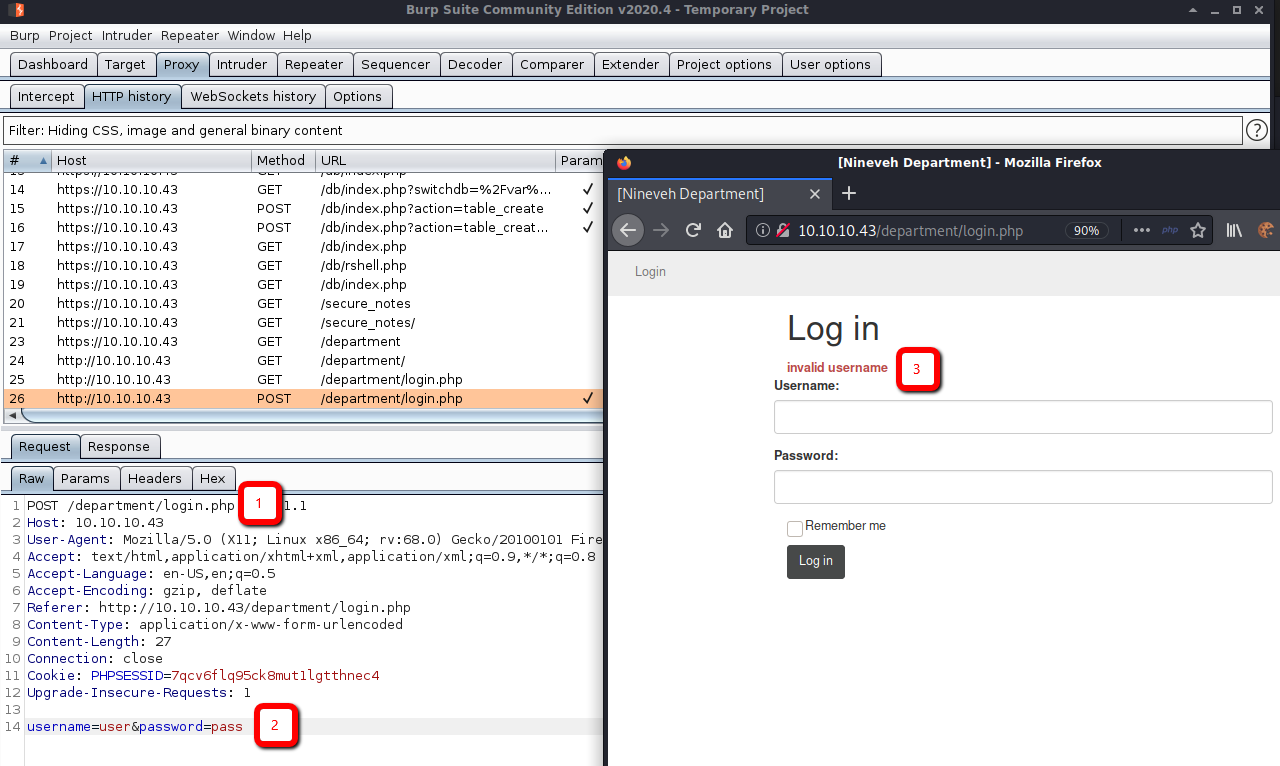 Burp Suite Community Edition v2020.4 - Temporary Project
Burp Project Intruder Repeater Window Help
Dashboard Target Proxy Intruder Repeater Sequencer Decoder Comparer Extender Project options User options
Intercept HTTP history WebSockets history Options
Filter: Hiding CSS, image and general binary content ?
# Host Method URL Param
14 https://10.10.10.43 GET /db/index.php?switchdb=%2Fvar%... ✓
15 https://10.10.10.43 POST /db/index.php?action=table_create ✓
16 https://10.10.10.43 POST /db/index.php?action=table_creat... ✓
17 https://10.10.10.43 GET /db/index.php
18 https://10.10.10.43 GET /db/rshell.php
19 https://10.10.10.43 GET /db/index.php
20 https://10.10.10.43 GET /secure_notes
21 https://10.10.10.43 GET /secure_notes/
23 https://10.10.10.43 GET /department
24 http://10.10.10.43 GET /department/
25 http://10.10.10.43 GET /department/login.php
26 http://10.10.10.43 POST /department/login.php ✓
Request Response
Raw Params Headers Hex
1 POST /department/login.php 1 1.1
2 Host: 10.10.10.43
3 User-Agent: Mozilla/5.0 (X11; Linux x86_64; rv:68.0) Gecko/20100101 Fire
4 Accept: text/html,application/xhtml+xml,application/xml;q=0.9,*/*;q=0.8
5 Accept-Language: en-US,en;q=0.5
6 Accept-Encoding: gzip, deflate
7 Referer: http://10.10.10.43/department/login.php
8 Content-Type: application/x-www-form-urlencoded
9 Content-Length: 27
10 Connection: close
11 Cookie: PHPSESSID=7qcv6flq95ck8mut1lgtthnec4
12 Upgrade-Insecure-Requests: 1
13
14 username=user&password=pass 2
[Nineveh Department] - Mozilla Firefox
[Nineveh Department]
10.10.10.43/department/login.php 90% php
Login
Log in
invalid username 3
Username:
Password:
Remember me
Log in